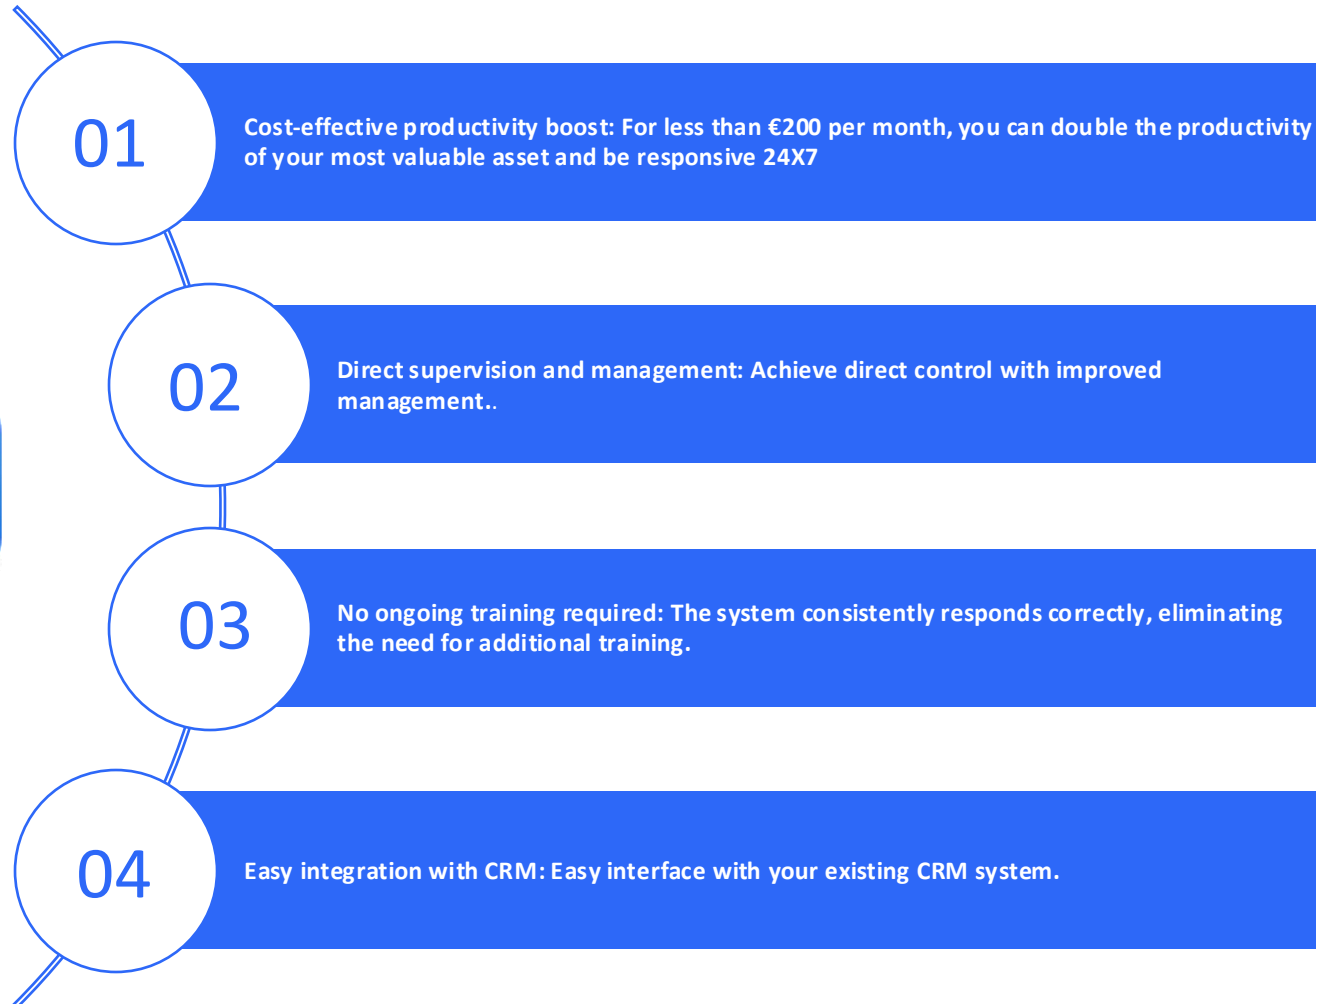 01
Cost-effective productivity boost: For less than €200 per month, you can double the productivity
of your most valuable asset and be responsive 24X7
02
Direct supervision and management: Achieve direct control with improved
management..
03
No ongoing training required: The system consistently responds correctly, eliminating
the need for additional training.
04
Easy integration with CRM: Easy interface with your existing CRM system.